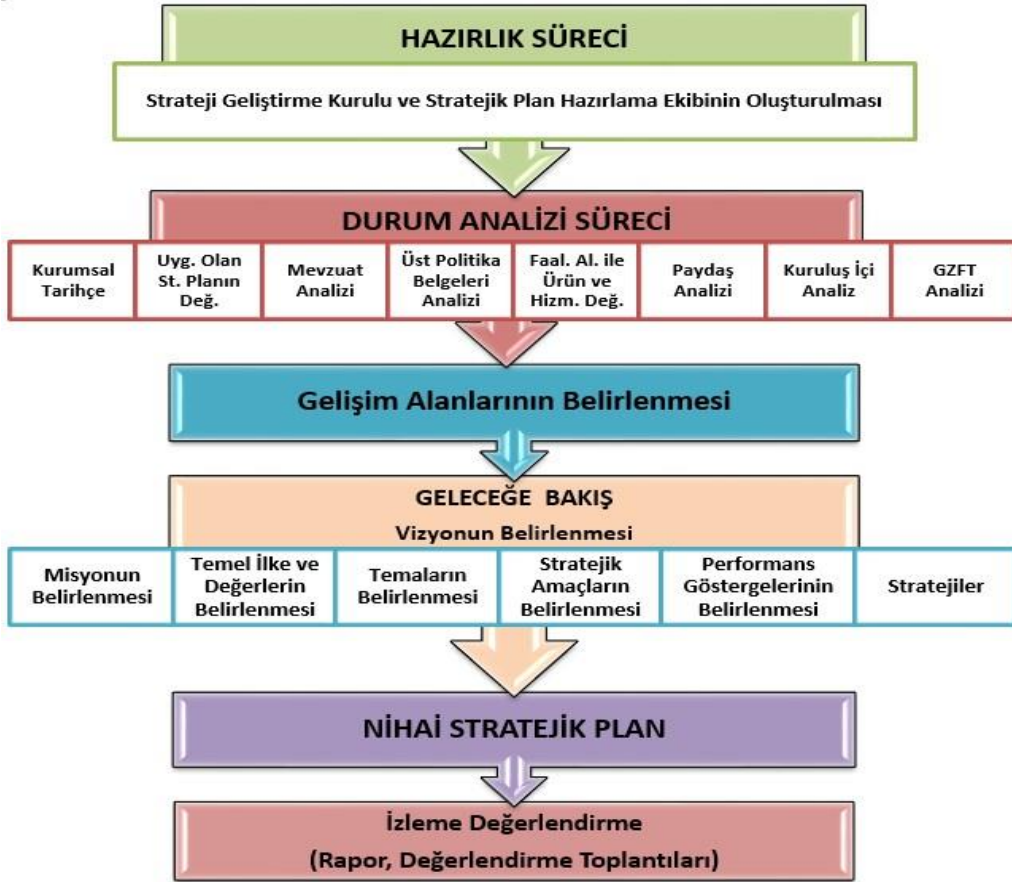 HAZIRLIK SÜRECİ
Strateji Geliştirme Kurulu ve Stratejik Plan Hazırlama Ekibinin Oluşturulması
DURUM ANALİZİ SÜRECİ
Kurumsal
Tarihçe
Uyg. Olan
St. Planın
Değ.
Mevzuat
Analizi
Üst Politika
Belgeleri
Analizi
Faal. Al. ile
Ürün ve
Hizm. Değ.
Paydaş
Analizi
Kuruluş İçi
Analiz
GZFT
Analizi
Gelişim Alanlarının Belirlenmesi
GELECEĞE BAKIŞ
Vizyonun Belirlenmesi
Misyonun
Belirlenmesi
Temel İlke ve
Değerlerin
Belirlenmesi
Temaların
Belirlenmesi
Stratejik
Amaçların
Belirlenmesi
Performans
Göstergelerinin
Belirlenmesi
Stratejiler
NİHAİ STRATEJİK PLAN
İzleme Değerlendirme
(Rapor, Değerlendirme Toplantıları)